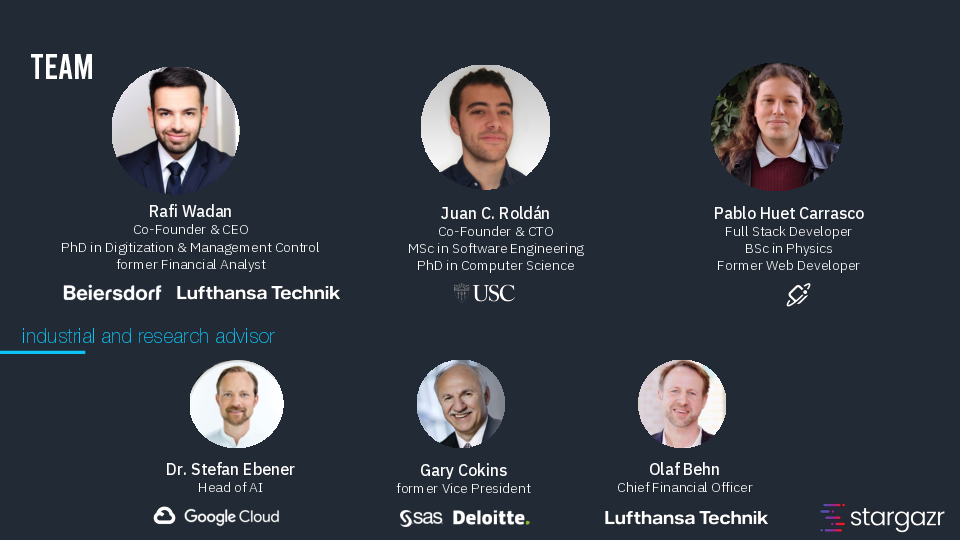 TEAM
Rafi Wadan
Co-Founder & CEO
PhD in Digitization & Management Control
former Financial Analyst
Beiersdorf Lufthansa Technik
Juan C. Roldán
Co-Founder & CTO
MSc in Software Engineering
PhD in Computer Science
USC
Pablo Huet Carrasco
Full Stack Developer
BSc in Physics
Former Web Developer
industrial and research advisor
Dr. Stefan Ebener
Head of AI
Google Cloud
Gary Cokins
former Vice President
sas Deloitte.
Olaf Behn
Chief Financial Officer
Lufthansa Technik
stargazr